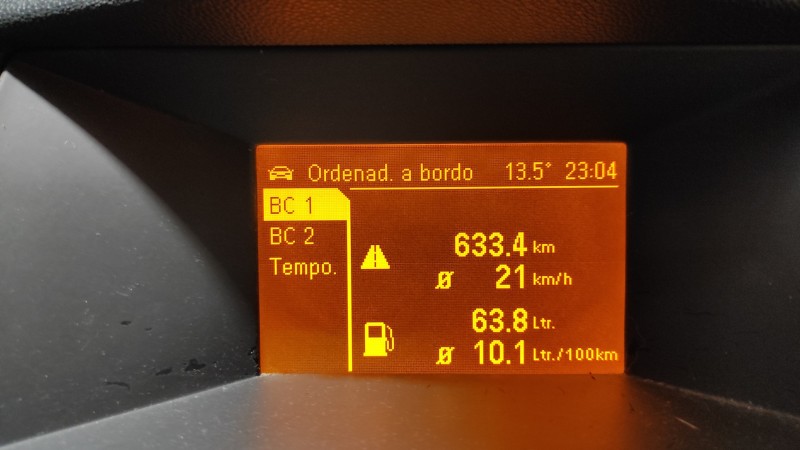 Ordenad. a bordo 13.5° 23:04
BC 1
BC 2
Tempo.
633.4 km
Ø 21 km/h
63.8 Ltr.
Ø 10.1 Ltr./100km